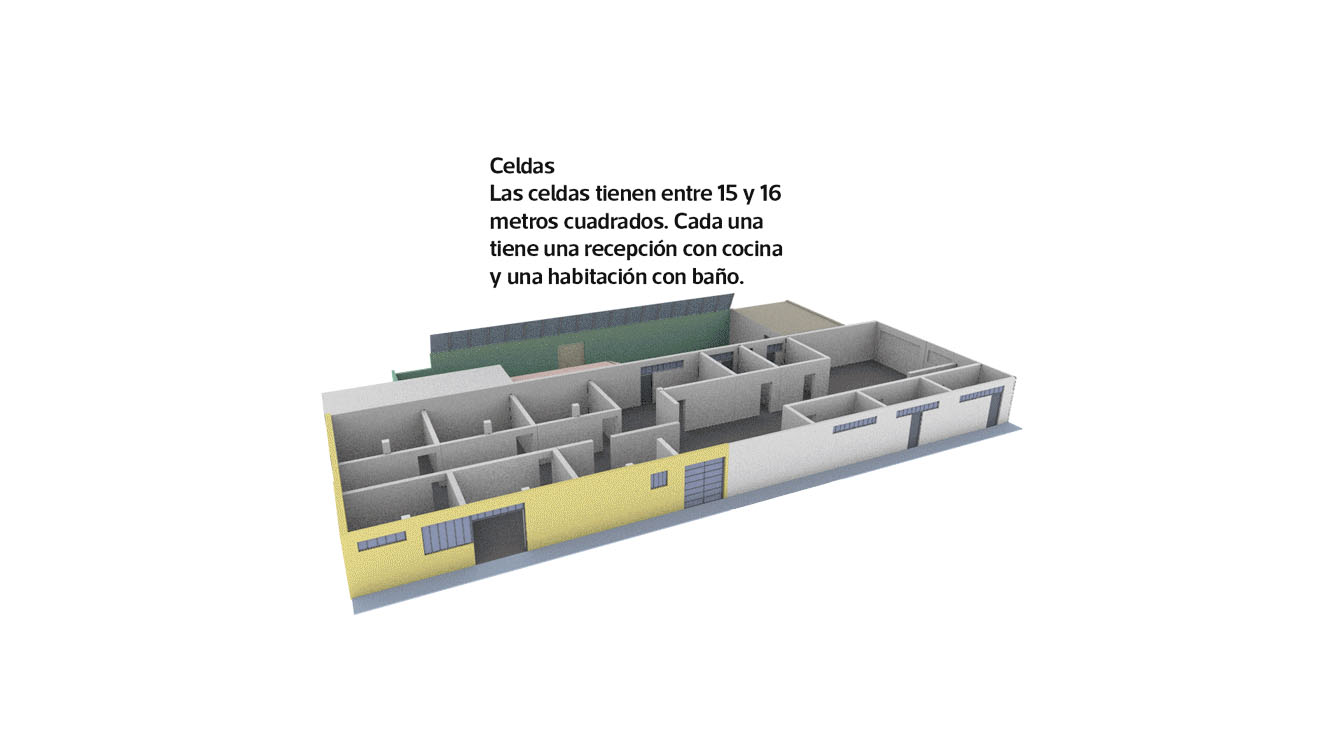 Celdas
Las celdas tienen entre 15 y 16
metros cuadrados. Cada una
tiene una recepción con cocina
y una habitación con baño.